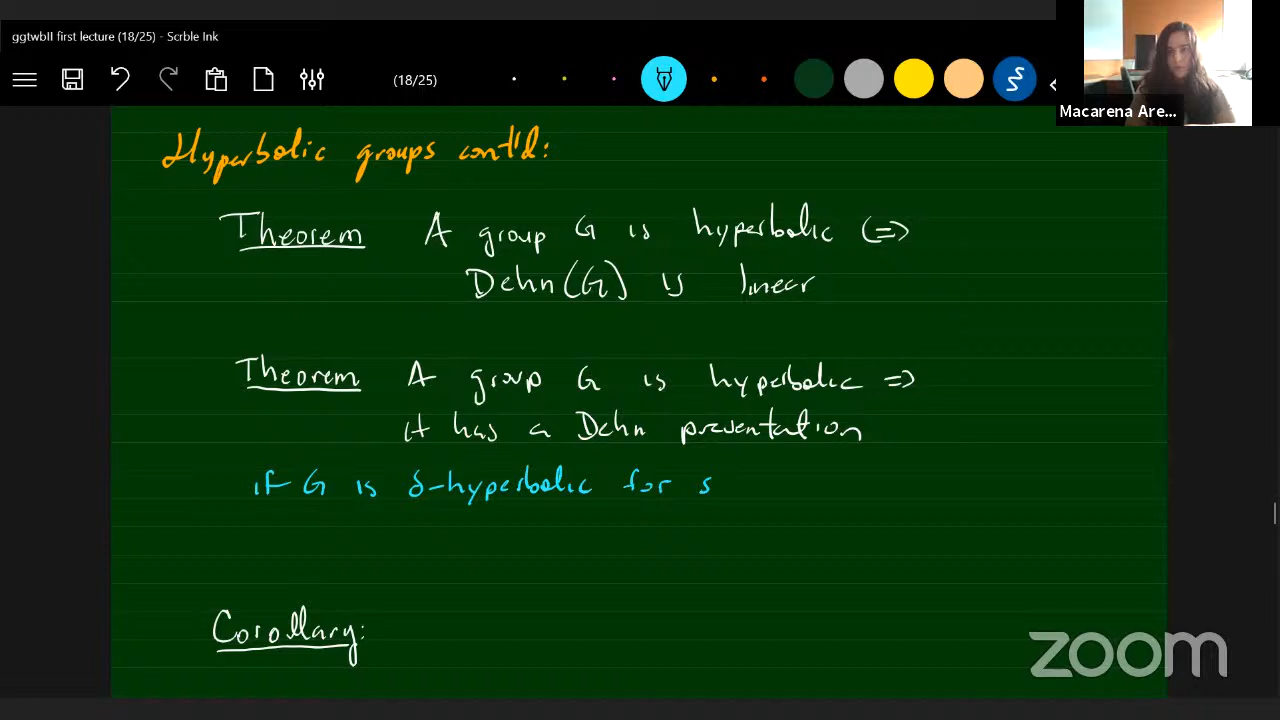 ggtwbII first lecture (18/25) - Scrble Ink
(18/25)
Macarena Are...
Hyperbolic groups cont'd:
Theorem A group G is hyperbolic <=>
Dehn(G) is linear
Theorem A group G is hyperbolic =>
it has a Dehn presentation
if G is δ-hyperbolic for s
Corollary:
zoom